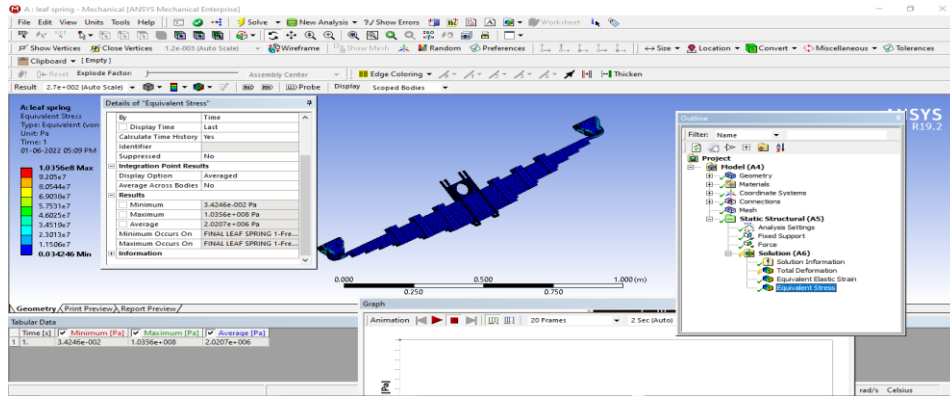 A : leaf spring - Mechanical [ANSYS Mechanical Enterprise]
File Edit View Units Tools Help Solve New Analysis ?/ Show Errors Worksheet
Show Vertices Close Vertices 1.2e-003 (Auto Scale) Wireframe Show Mesh Random Preferences Size Location Convert Miscellaneous Tolerances
Clipboard [Empty]
Reset Explode Factor: Assembly Center Edge Coloring Thicken
Result 2.7e+002 (Auto Scale) Probe Display Scoped Bodies
A: leaf spring
Equivalent Stress
Type: Equivalent (von-
Unit: Pa
Time: 1
01-06-2022 05:09 PM
1.0356e8 Max
9.205e7
8.0544e7
6.9038e7
5.7531e7
4.6025e7
3.4519e7
2.3013e7
1.1506e7
0.034246 Min
Details of "Equivalent Stress"
By Time
Display Time Last
Calculate Time History Yes
Identifier
Suppressed No
Integration Point Results
Display Option Averaged
Average Across Bodies No
Results
Minimum 3.4246e-002 Pa
Maximum 1.0356e+008 Pa
Average 2.0207e+006 Pa
Minimum Occurs On FINAL LEAF SPRING 1-Fre...
Maximum Occurs On FINAL LEAF SPRING 1-Fre...
Information
0.000 0.500 1.000 (m)
0.250 0.750
ANSYS
R19.2
Outline
Filter: Name
Project
Model (A4)
Geometry
Materials
Coordinate Systems
Connections
Mesh
Static Structural (A5)
Analysis Settings
Fixed Support
Force
Solution (A6)
Solution Information
Total Deformation
Equivalent Elastic Strain
Equivalent Stress
Geometry Print Preview Report Preview
Tabular Data
Time [s] Minimum [Pa] Maximum [Pa] Average [Pa]
1 1. 3.4246e-002 1.0356e+008 2.0207e+006
Graph
Animation 20 Frames 2 Sec (Auto)
[Pa]
rad/s Celsius